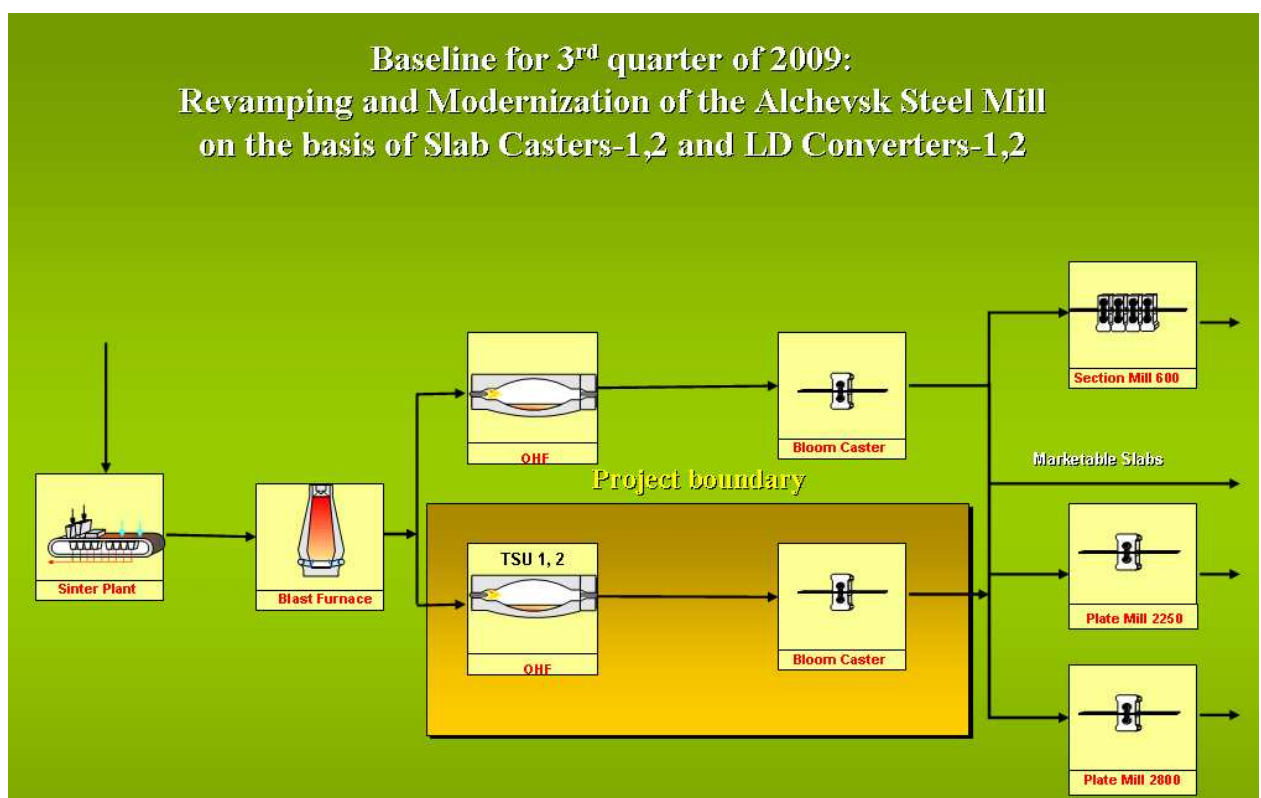 Baseline for 3rd quarter of 2009:
Revamping and Modernization of the Alchevsk Steel Mill
on the basis of Slab Casters-1,2 and LD Converters-1,2
Section Mill 600
Bloom Caster
OHF
Marketable Slabs
Project boundary
TSU 1, 2
Sinter Plant
Blast Furnace
Plate Mill 2250
Bloom Caster
OHF
Plate Mill 2800